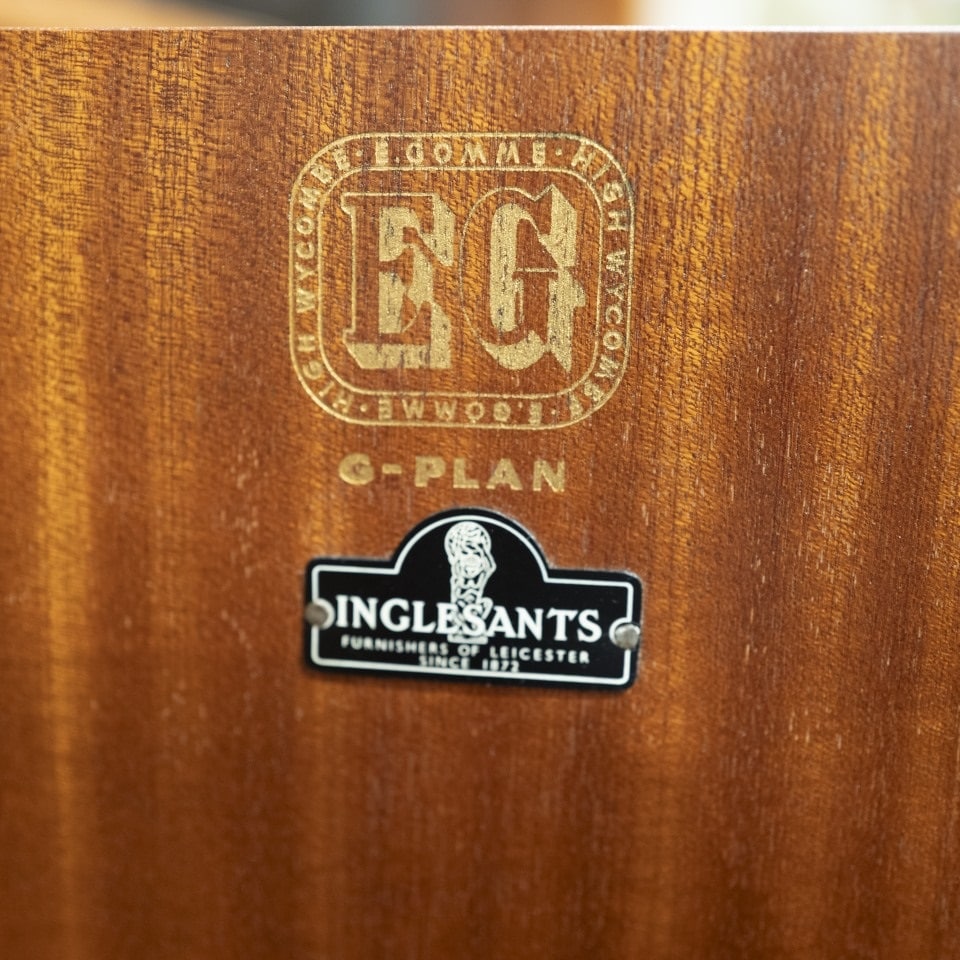 E.GOMME · HIGH WYCOMBE · E.GOMME · HIGH WYCOMBE ·
EG
G-PLAN
INGLESANTS
FURNISHERS OF LEICESTER
SINCE 1872